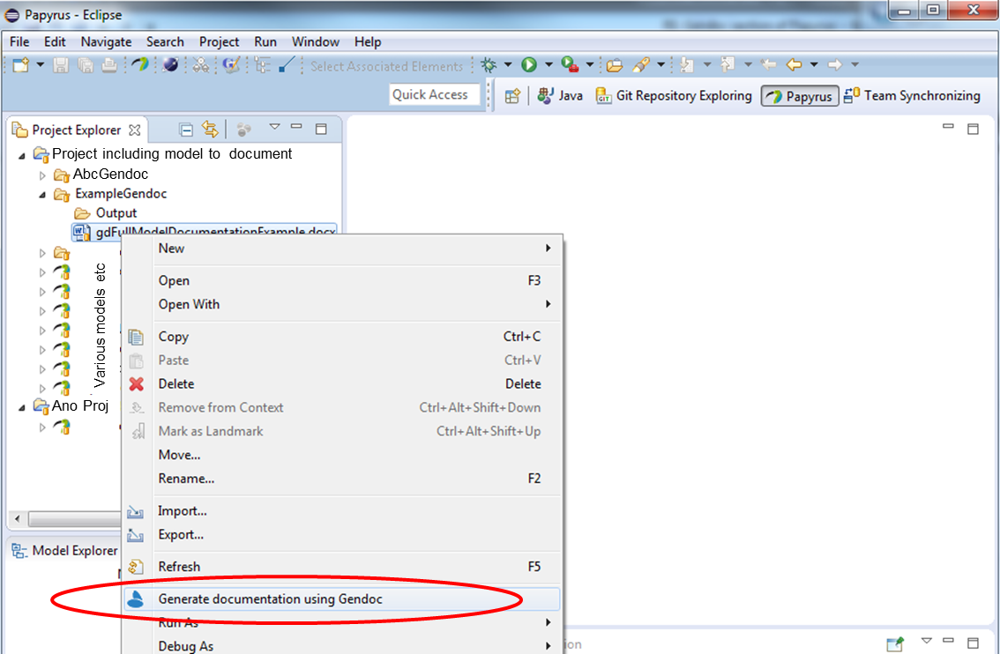 Papyrus - Eclipse
File Edit Navigate Search Project Run Window Help
Select Associated Elements
Quick Access
Java Git Repository Exploring Papyrus Team Synchronizing
Project Explorer
Project including model to document
AbcGendoc
ExampleGendoc
Output
gdFullModelDocumentationExample.docx
Various models etc
Ano Proj
Model Explorer
New
Open F3
Open With
Copy Ctrl+C
Paste Ctrl+V
Delete Delete
Remove from Context Ctrl+Alt+Shift+Down
Mark as Landmark Ctrl+Alt+Shift+Up
Move...
Rename... F2
Import...
Export...
Refresh F5
Generate documentation using Gendoc
Run As
Debug As